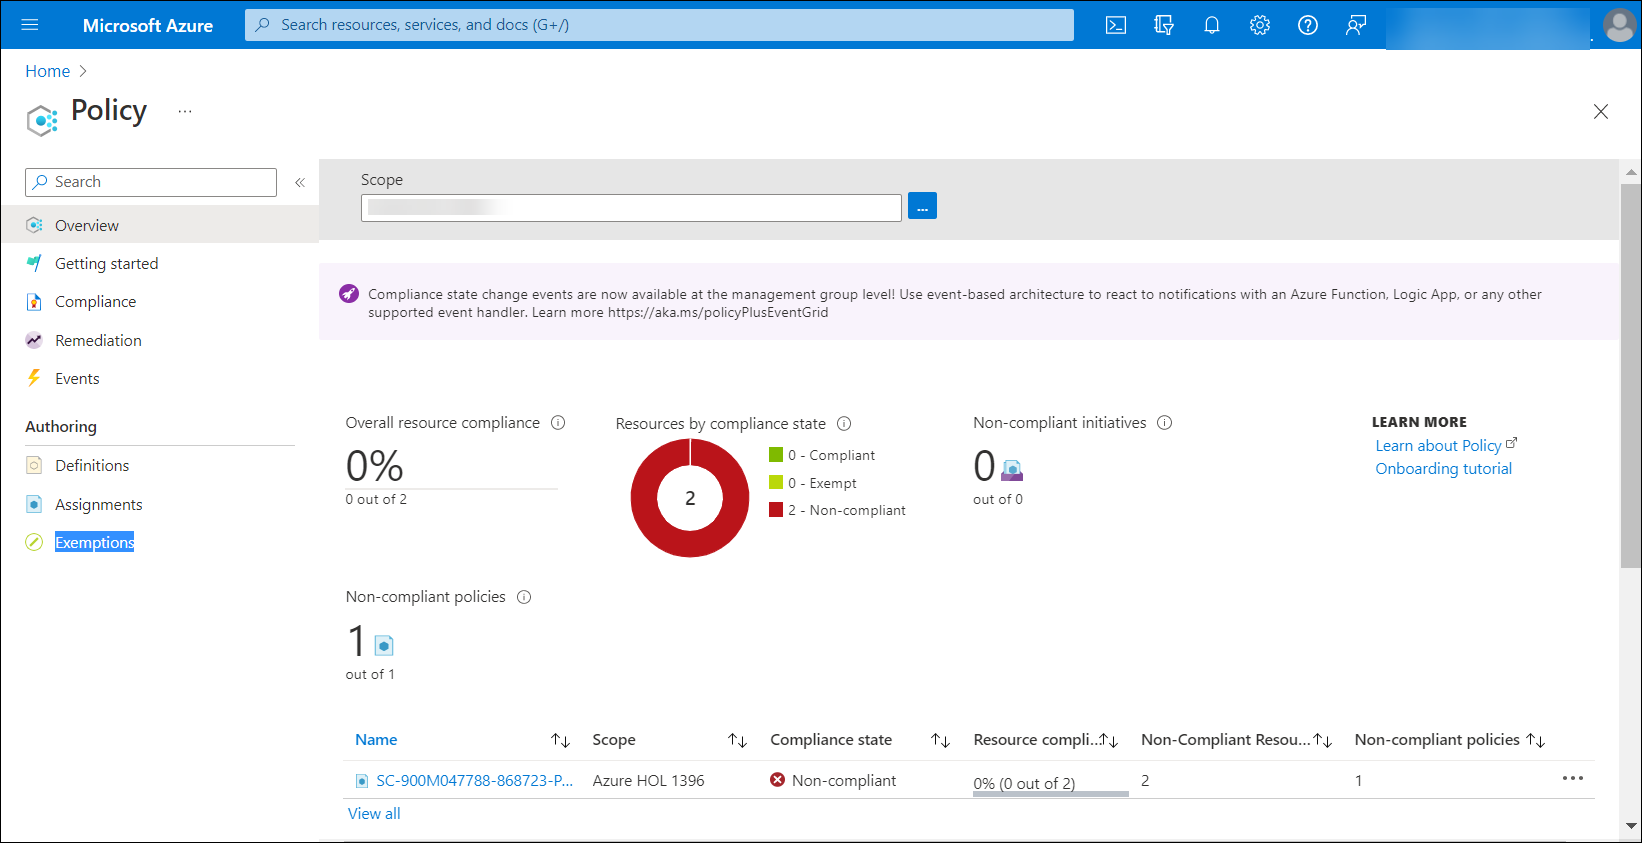 Microsoft Azure
Search resources, services, and docs (G+/)
Home
Policy
...
Search
«
Overview
Getting started
Compliance
Remediation
Events
Authoring
Definitions
Assignments
Exemptions
Scope
...
Compliance state change events are now available at the management group level! Use event-based architecture to react to notifications with an Azure Function, Logic App, or any other
supported event handler. Learn more https://aka.ms/policyPlusEventGrid
Overall resource compliance
0%
0 out of 2
Resources by compliance state
2
0 - Compliant
0 - Exempt
2 - Non-compliant
Non-compliant initiatives
0
out of 0
LEARN MORE
Learn about Policy
Onboarding tutorial
Non-compliant policies
1
out of 1
Name Scope Compliance state Resource compli... Non-Compliant Resou... Non-compliant policies
SC-900M047788-868723-P... Azure HOL 1396 Non-compliant 0% (0 out of 2) 2 1 ...
View all